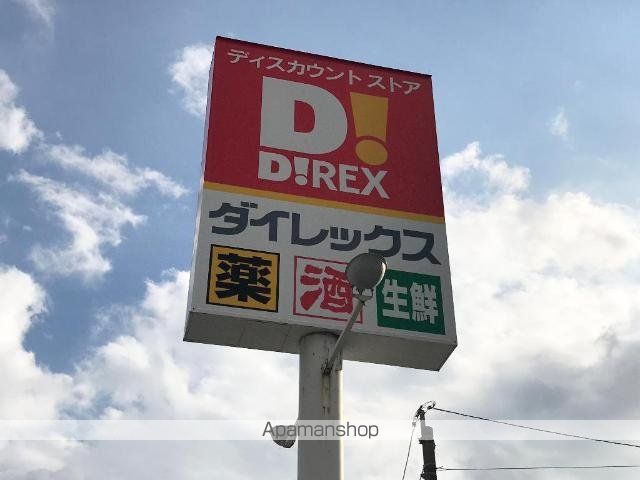 ディスカウント ストア
D!
D!REX
ダイレックス
薬 酒 生鮮
Apamanshop